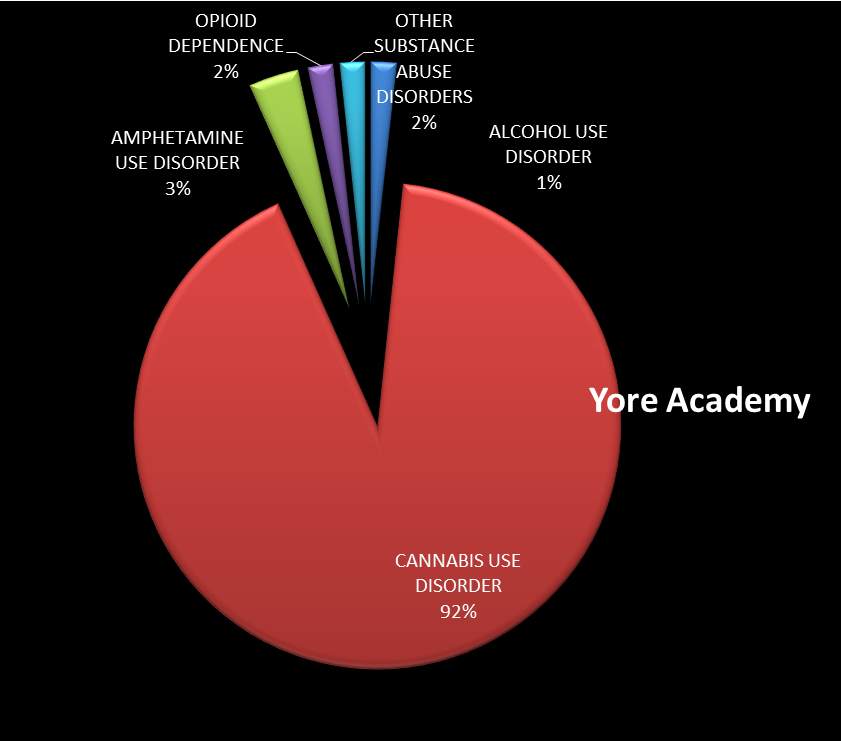 OPIOID
DEPENDENCE
2%
OTHER
SUBSTANCE
ABUSE
DISORDERS
2%
ALCOHOL USE
DISORDER
1%
AMPHETAMINE
USE DISORDER
3%
Yore Academy
CANNABIS USE
DISORDER
92%